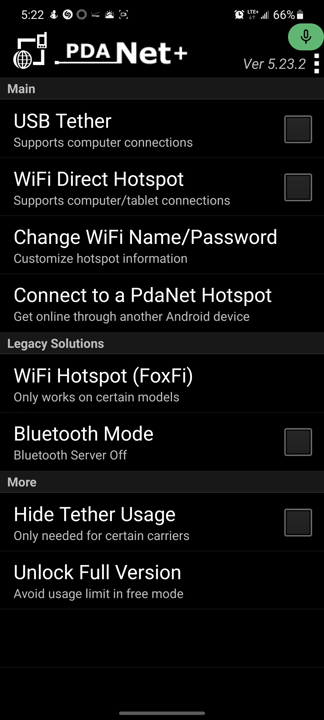 5:22
LTE+
66%
PDANet+
Ver 5.23.2
Main
USB Tether
Supports computer connections
WiFi Direct Hotspot
Supports computer/tablet connections
Change WiFi Name/Password
Customize hotspot information
Connect to a PdaNet Hotspot
Get online through another Android device
Legacy Solutions
WiFi Hotspot (FoxFi)
Only works on certain models
Bluetooth Mode
Bluetooth Server Off
More
Hide Tether Usage
Only needed for certain carriers
Unlock Full Version
Avoid usage limit in free mode